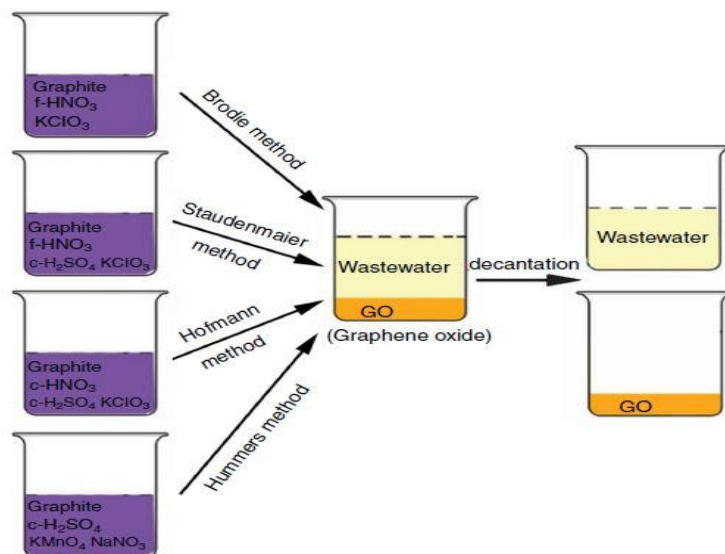 Graphite
f-HNO₃
KClO₃
Brodie method
Graphite
f-HNO₃
c-H₂SO₄ KClO₃
Staudenmaier
method
Graphite
c-HNO₃
c-H₂SO₄ KClO₃
Hofmann
method
Graphite
c-H₂SO₄
KMnO₄ NaNO₃
Hummers method
Wastewater
GO
(Graphene oxide)
decantation
Wastewater
GO